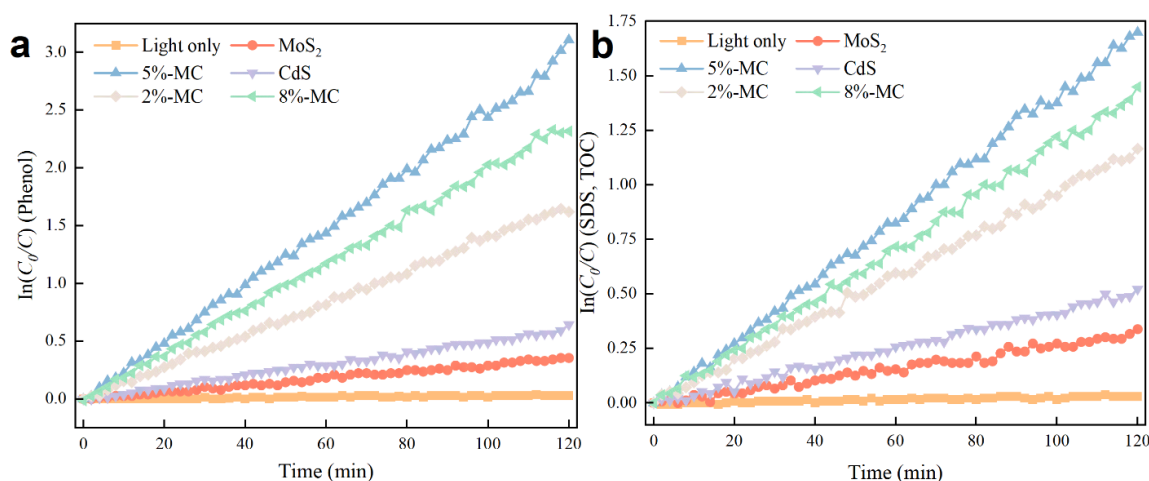 a
Light only
MoS₂
5%-MC
CdS
2%-MC
8%-MC
ln(C₀/C) (Phenol)
3.0
2.5
2.0
1.5
1.0
0.5
0.0
0 20 40 60 80 100 120
Time (min)
b
Light only
MoS₂
5%-MC
CdS
2%-MC
8%-MC
ln(C₀/C) (SDS, TOC)
1.75
1.50
1.25
1.00
0.75
0.50
0.25
0.00
0 20 40 60 80 100 120
Time (min)